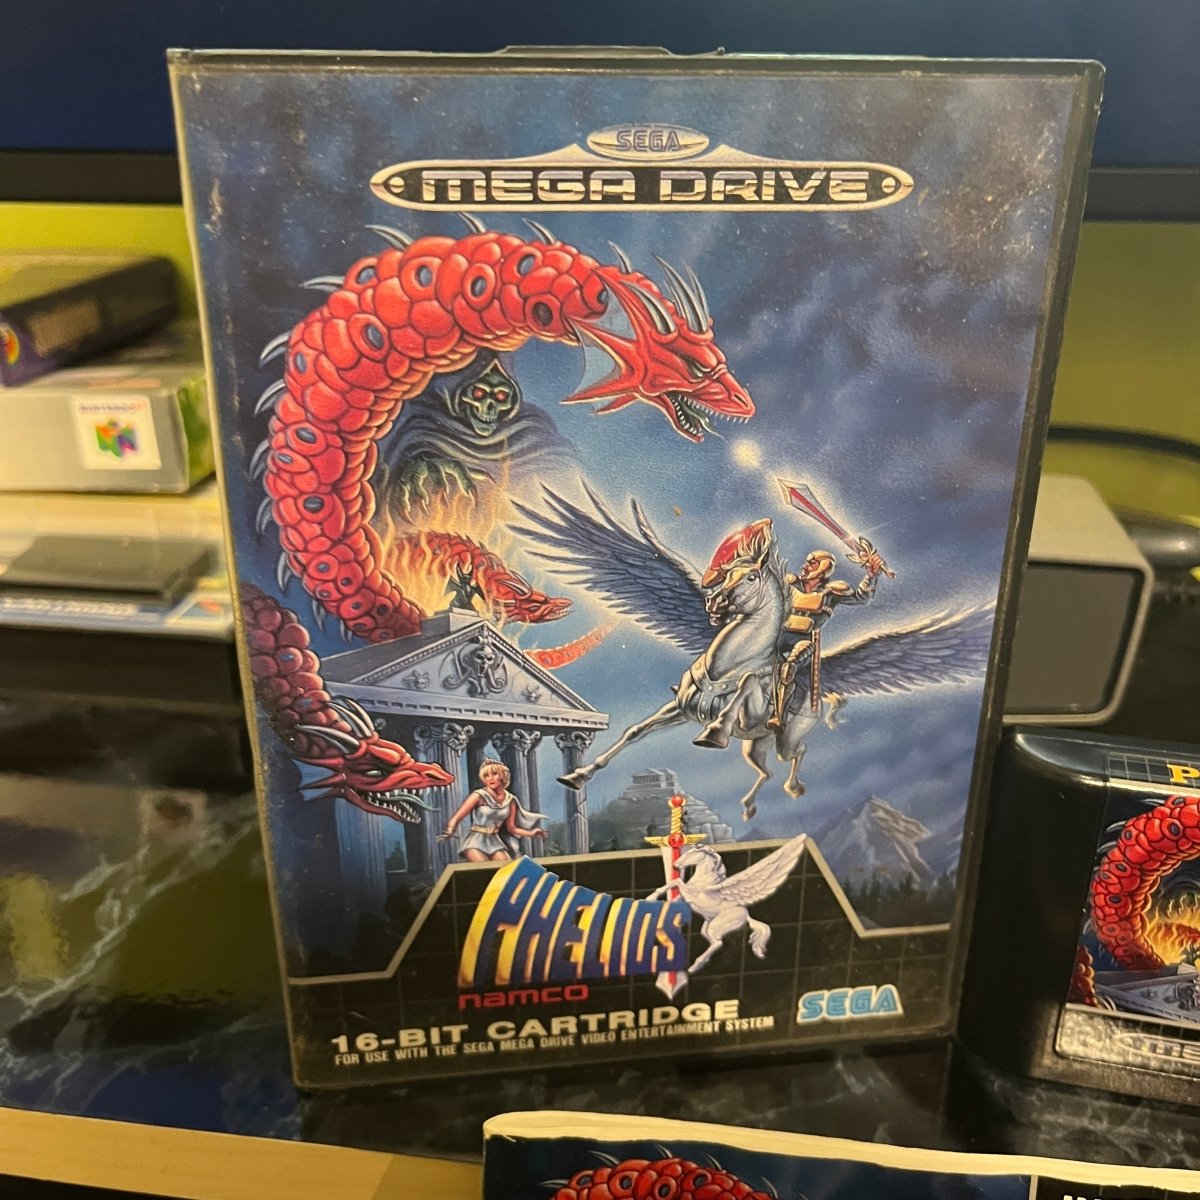 SEGA
MEGA DRIVE
PHELIOS
namco
16-BIT CARTRIDGE
FOR USE WITH THE SEGA MEGA DRIVE VIDEO ENTERTAINMENT SYSTEM
SEGA
P